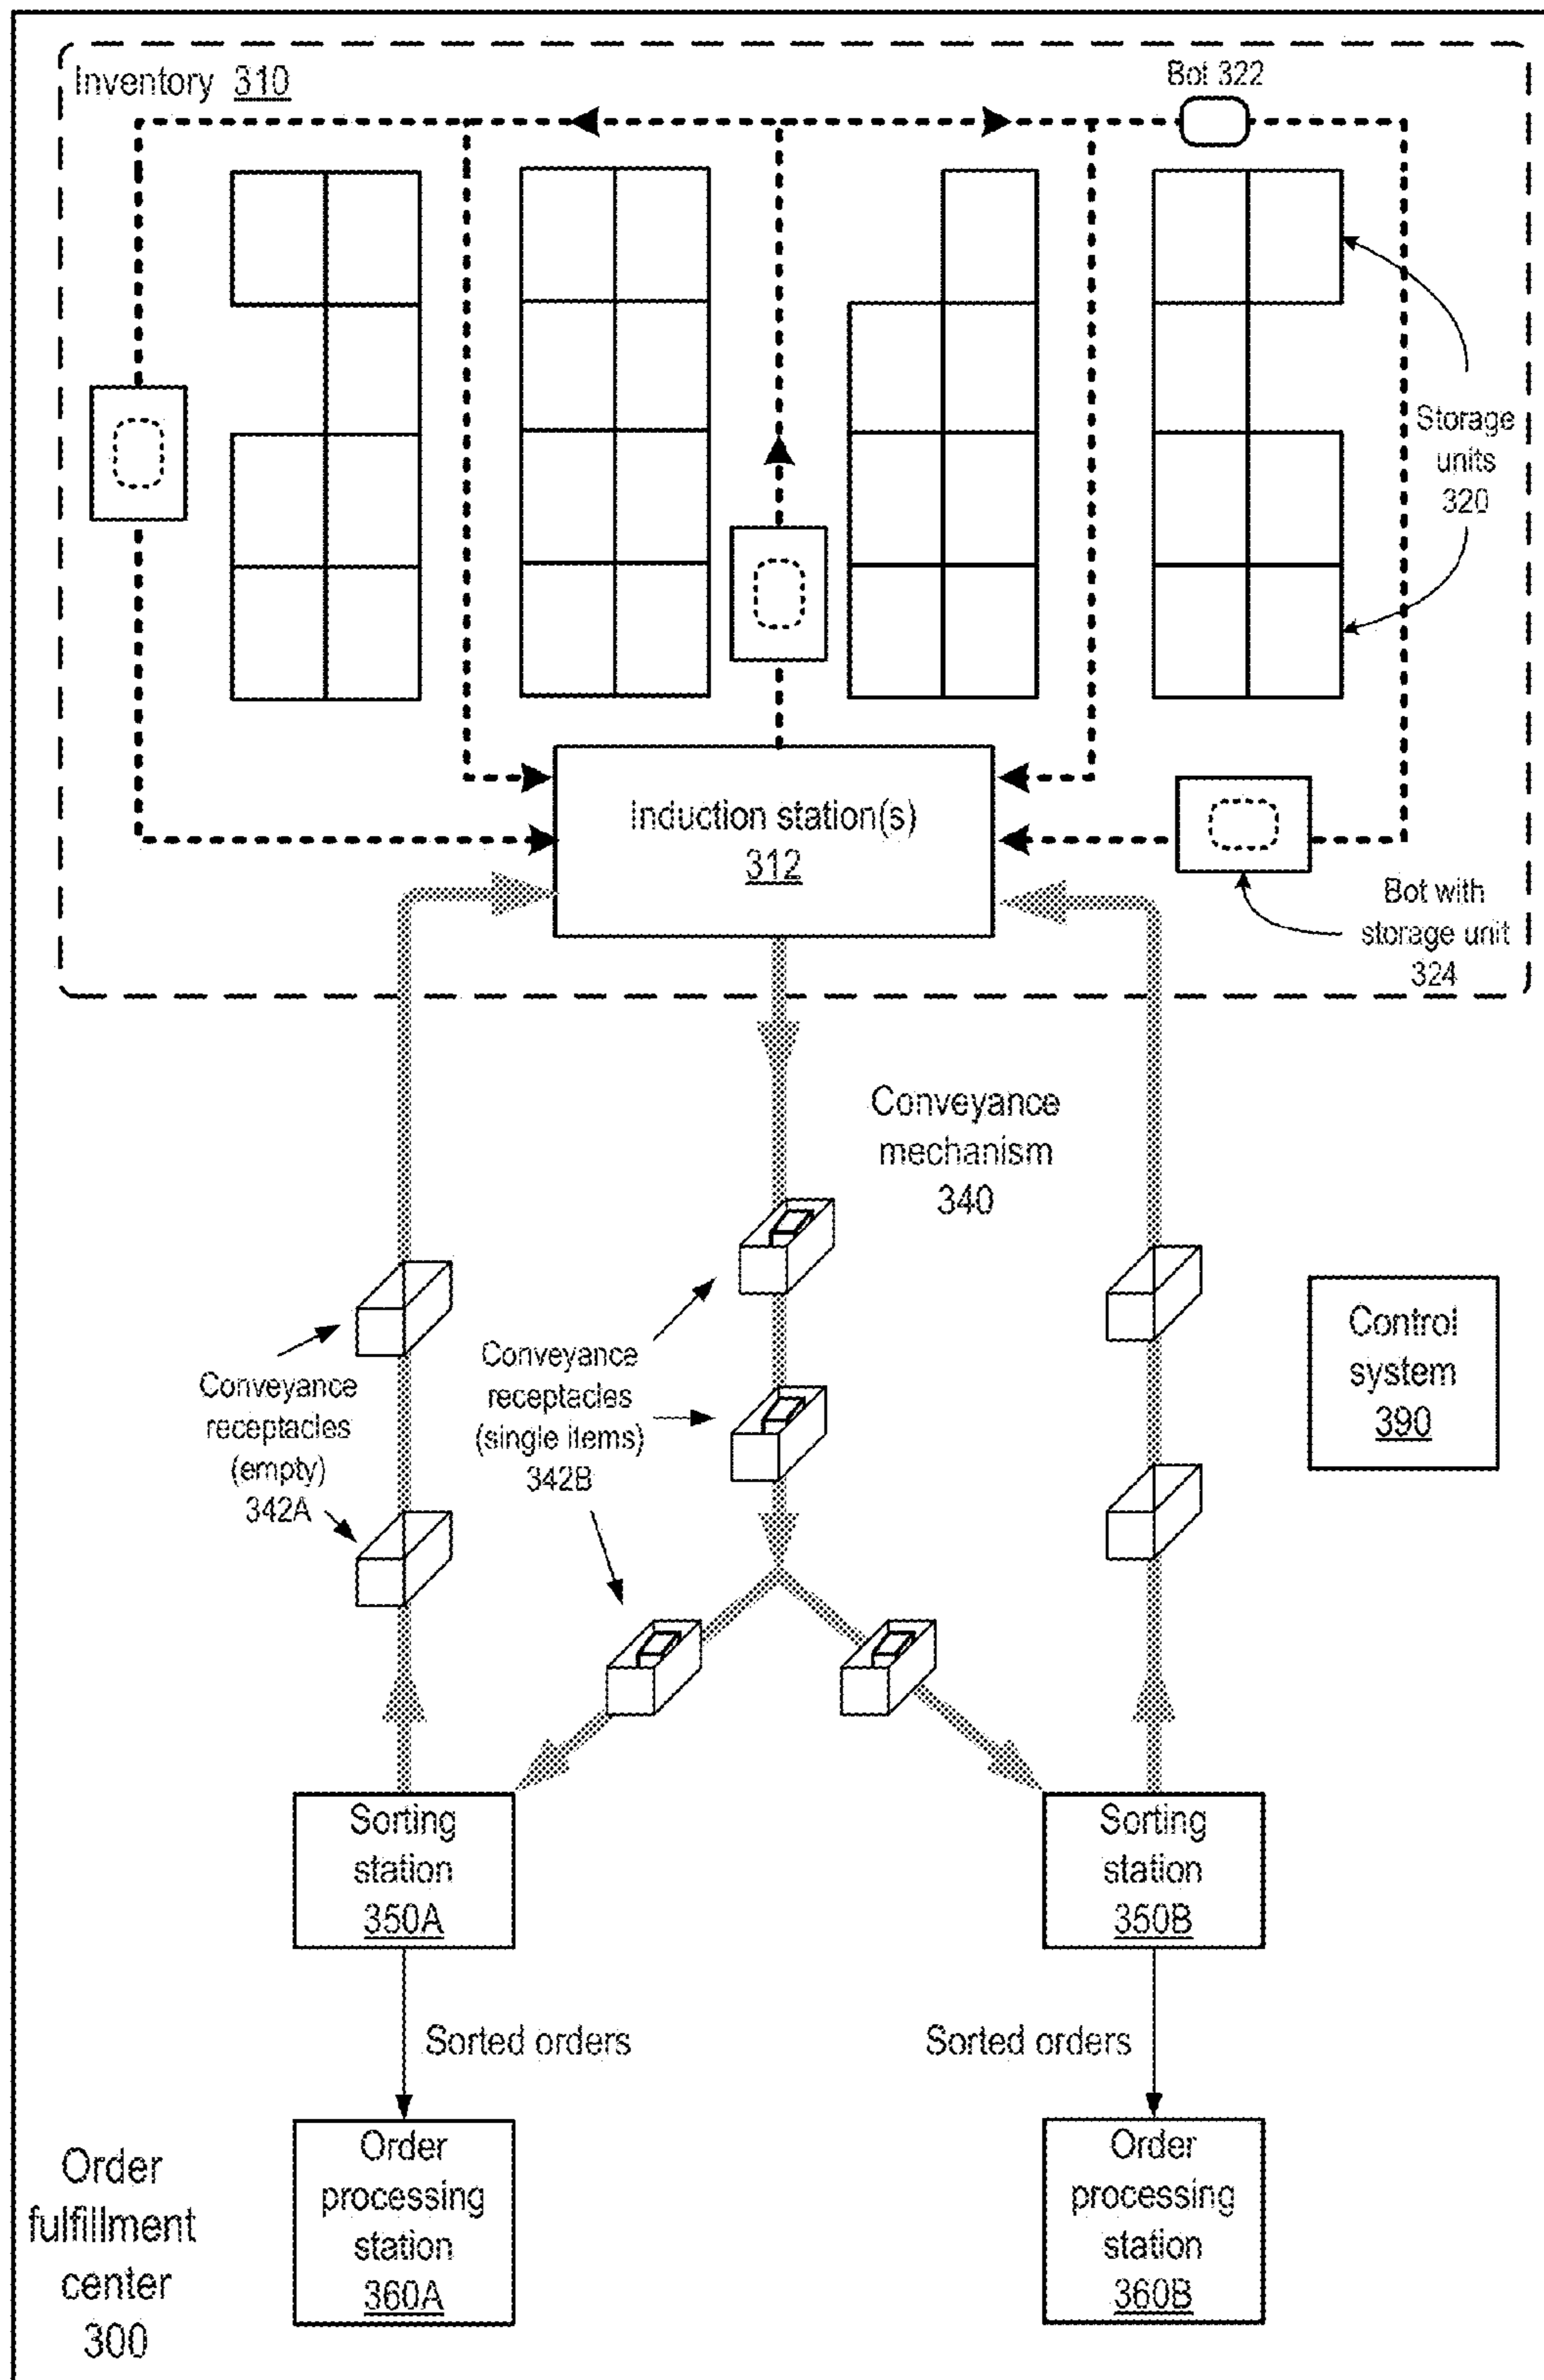 Inventory 310
Bot 322
Storage
units
320
Induction station(s)
312
Bot with
storage unit
324
Conveyance
mechanism
340
Conveyance
receptacles
(empty)
342A
Conveyance
receptacles
(single items)
342B
Control
system
390
Sorting
station
350A
Sorting
station
350B
Sorted orders
Sorted orders
Order
processing
station
360A
Order
processing
station
360B
Order
fulfillment
center
300